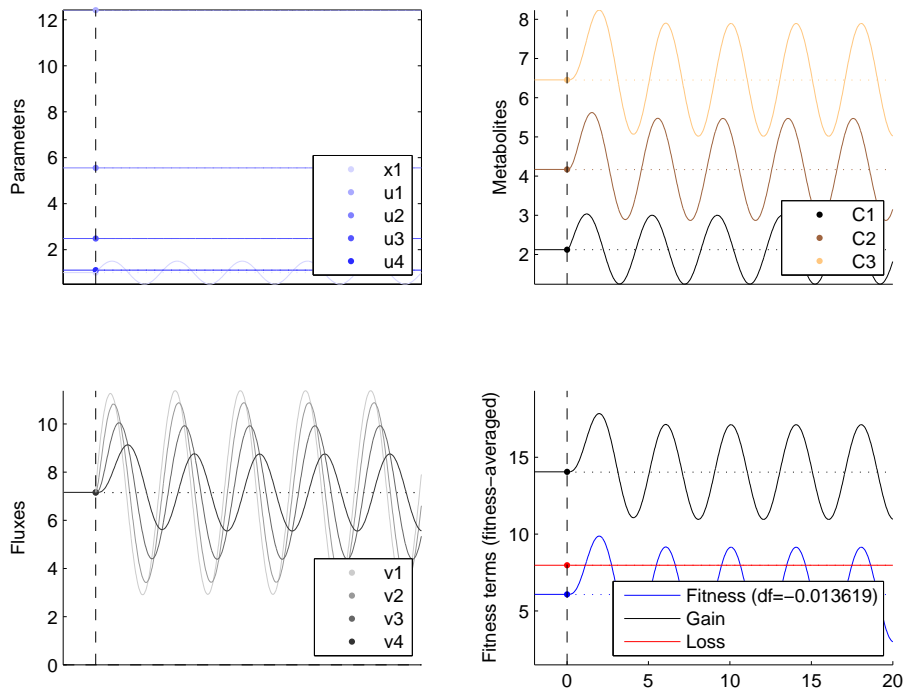 12
10
8
6
4
2
Parameters
x1
u1
u2
u3
u4
8
7
6
5
4
3
2
Metabolites
C1
C2
C3
10
8
6
4
2
0
Fluxes
v1
v2
v3
v4
15
10
5
Fitness terms (fitness−averaged)
Fitness (df=−0.013619)
Gain
Loss
0
5
10
15
20